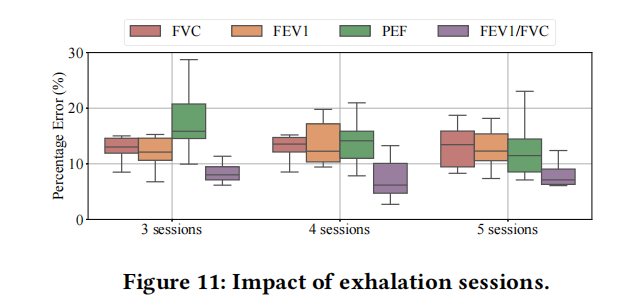 FVC FEV1 PEF FEV1/FVC
Percentage Error (%)
30
20
10
0
3 sessions 4 sessions 5 sessions
Figure 11: Impact of exhalation sessions.